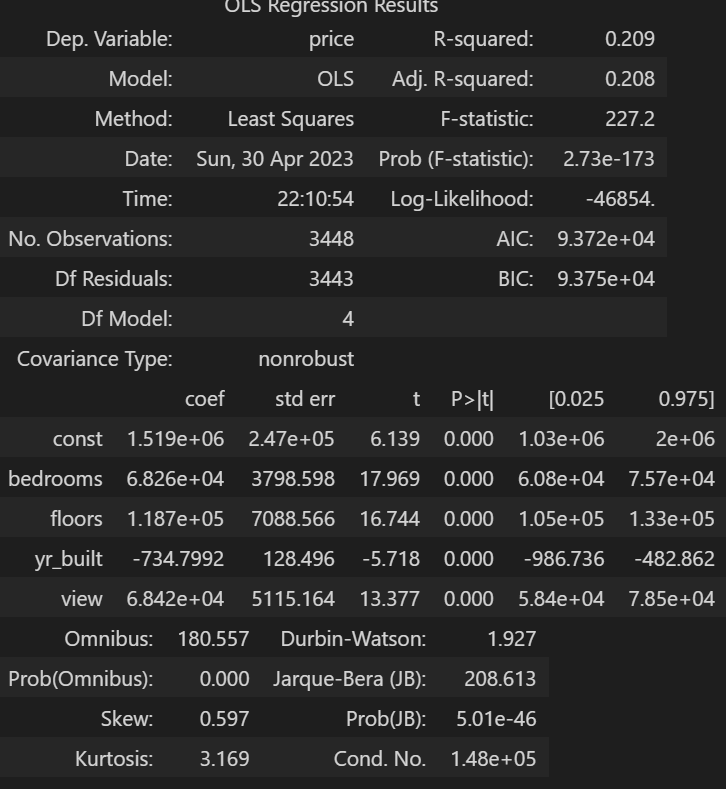 OLS Regression Results
Dep. Variable: price R-squared: 0.209
Model: OLS Adj. R-squared: 0.208
Method: Least Squares F-statistic: 227.2
Date: Sun, 30 Apr 2023 Prob (F-statistic): 2.73e-173
Time: 22:10:54 Log-Likelihood: -46854.
No. Observations: 3448 AIC: 9.372e+04
Df Residuals: 3443 BIC: 9.375e+04
Df Model: 4
Covariance Type: nonrobust
coef std err t P>|t| [0.025 0.975]
const 1.519e+06 2.47e+05 6.139 0.000 1.03e+06 2e+06
bedrooms 6.826e+04 3798.598 17.969 0.000 6.08e+04 7.57e+04
floors 1.187e+05 7088.566 16.744 0.000 1.05e+05 1.33e+05
yr_built -734.7992 128.496 -5.718 0.000 -986.736 -482.862
view 6.842e+04 5115.164 13.377 0.000 5.84e+04 7.85e+04
Omnibus: 180.557 Durbin-Watson: 1.927
Prob(Omnibus): 0.000 Jarque-Bera (JB): 208.613
Skew: 0.597 Prob(JB): 5.01e-46
Kurtosis: 3.169 Cond. No. 1.48e+05